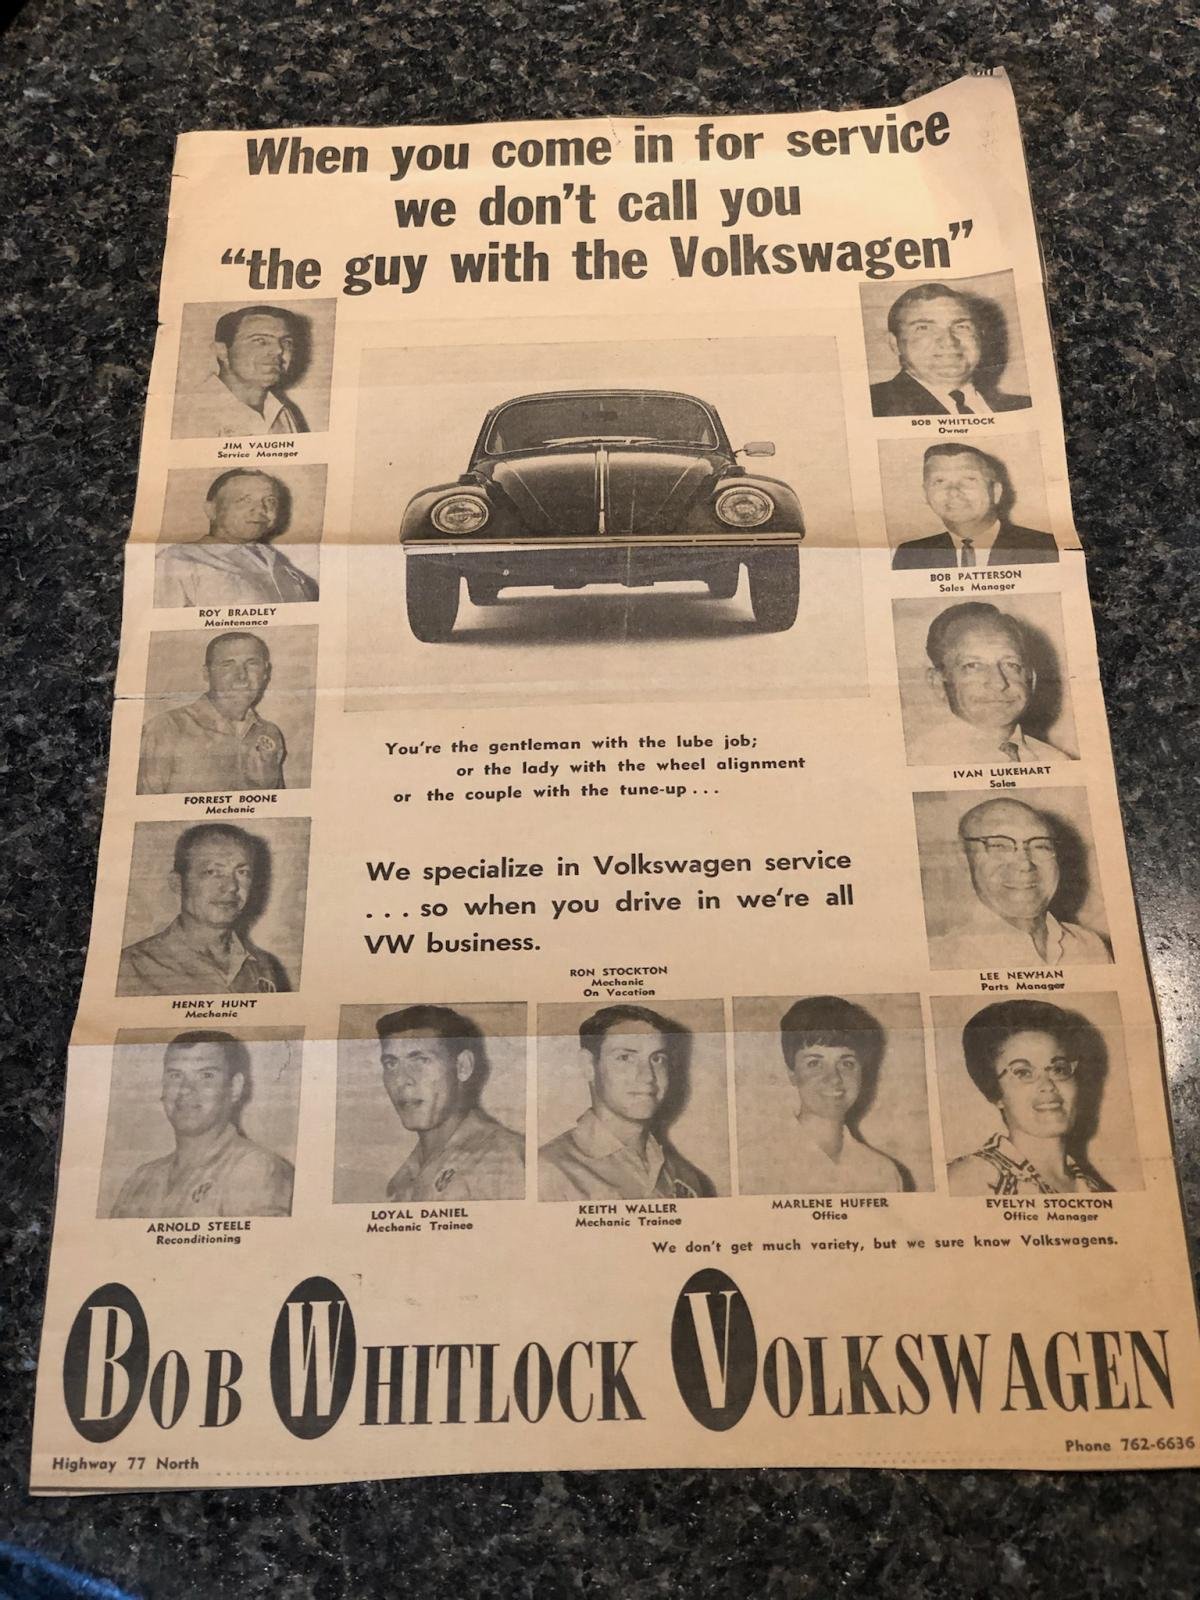 When you come in for service
we don't call you
“the guy with the Volkswagen”
JIM VAUGHN
Service Manager
ROY BRADLEY
Maintenance
FORREST BOONE
Mechanic
HENRY HUNT
Mechanic
ARNOLD STEELE
Reconditioning
BOB WHITLOCK
Owner
BOB PATTERSON
Sales Manager
IVAN LUKEHART
Sales
LEE NEWHAN
Parts Manager
You're the gentleman with the lube job;
or the lady with the wheel alignment
or the couple with the tune-up...
We specialize in Volkswagen service
...so when you drive in we're all
VW business.
RON STOCKTON
Mechanic
On Vacation
LOYAL DANIEL
Mechanic Trainee
KEITH WALLER
Mechanic Trainee
MARLENE HUFFER
Office
EVELYN STOCKTON
Office Manager
We don't get much variety, but we sure know Volkswagens.
BOB WHITLOCK VOLKSWAGEN
Highway 77 North
Phone 762-6636